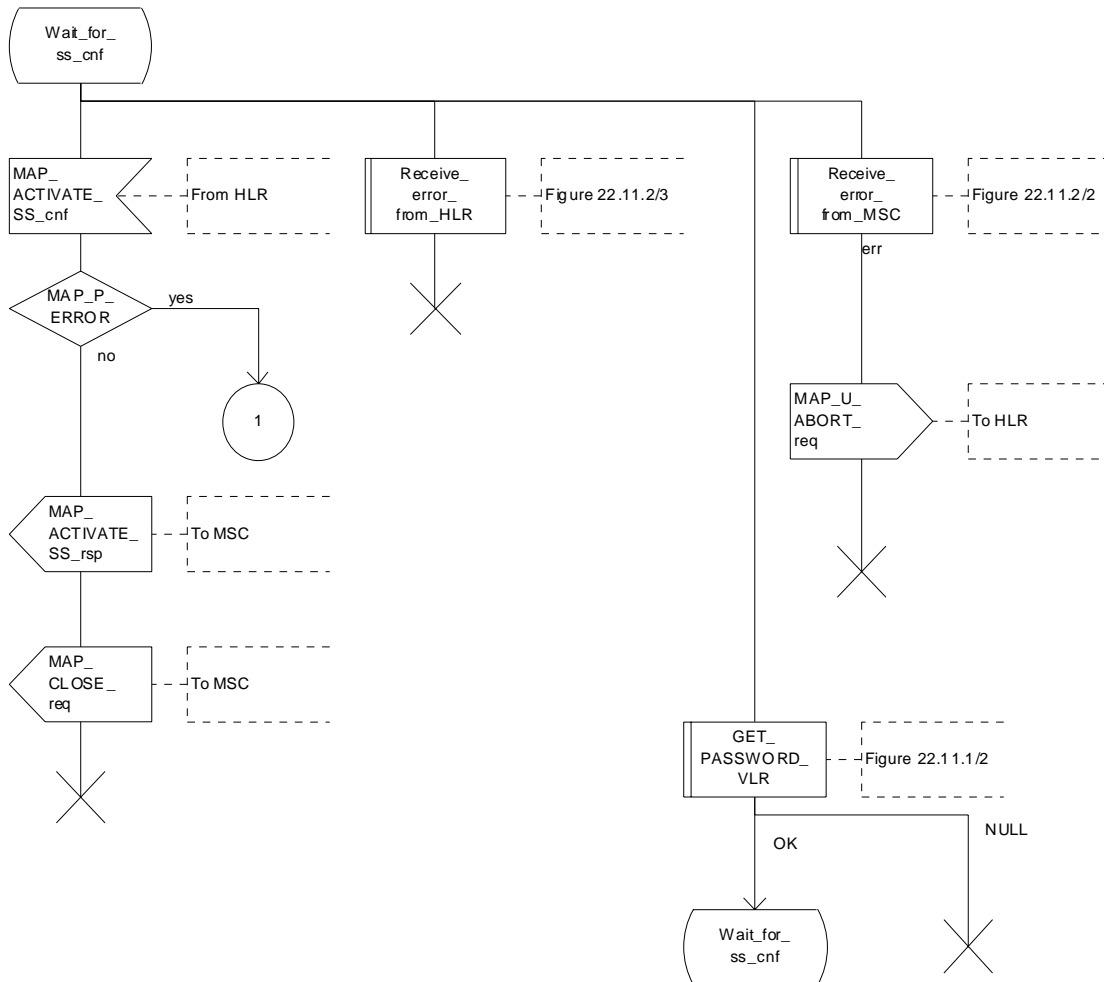 Wait_for_
ss_cnf
MAP_
ACTIVATE_
SS_cnf
From HLR
Receive_
error_
from_HLR
Figure 22.11.2/3
Receive_
error_
from_MSC
Figure 22.11.2/2
err
MAP_P_
ERROR
yes
no
1
MAP_U_
ABORT_
req
To HLR
MAP_
ACTIVATE_
SS_rsp
To MSC
MAP_
CLOSE_
req
To MSC
GET_
PASSWORD_
VLR
Figure 22.11.1/2
OK
NULL
Wait_for_
ss_cnf